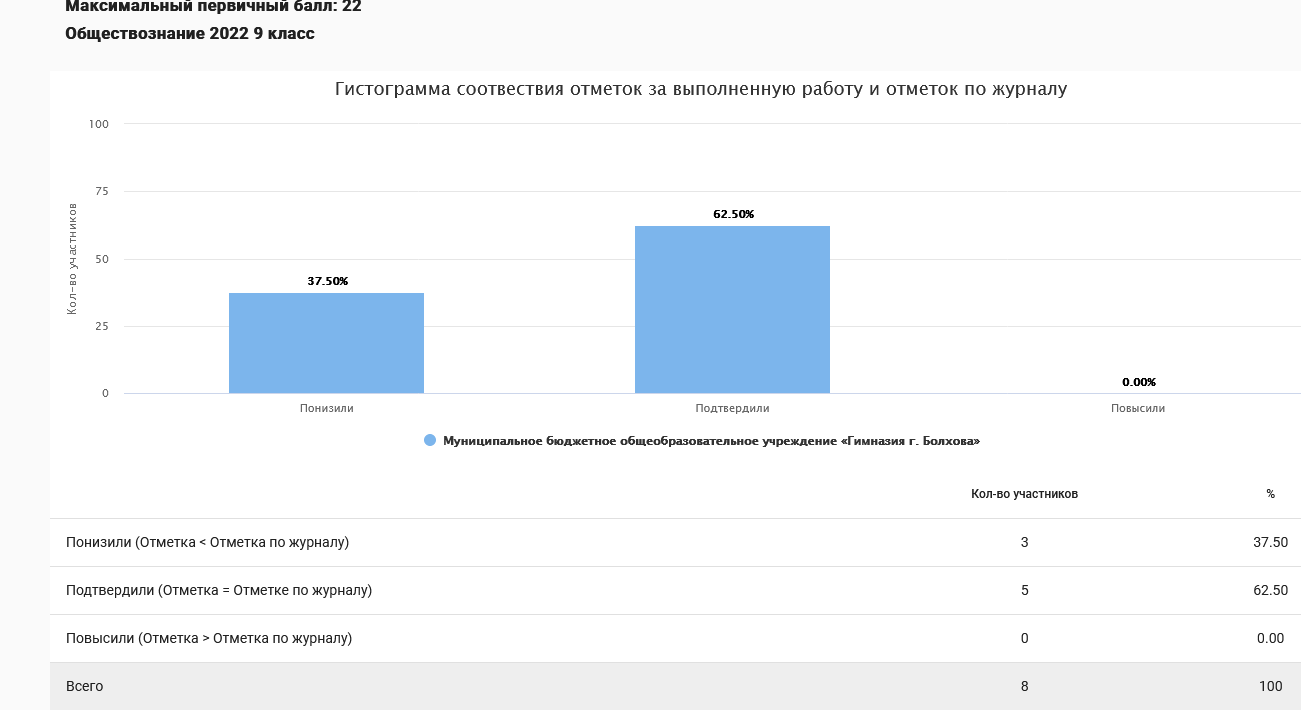 Максимальный первичный балл: 22
Обществознание 2022 9 класс
Гистограмма соотвествия отметок за выполненную работу и отметок по журналу
Кол-во участников
100
75
50
25
0
37.50%
62.50%
0.00%
Понизили Подтвердили Повысили
Муниципальное бюджетное общеобразовательное учреждение «Гимназия г. Болхова»
Кол-во участников %
Понизили (Отметка < Отметка по журналу) 3 37.50
Подтвердили (Отметка = Отметке по журналу) 5 62.50
Повысили (Отметка > Отметка по журналу) 0 0.00
Всего 8 100